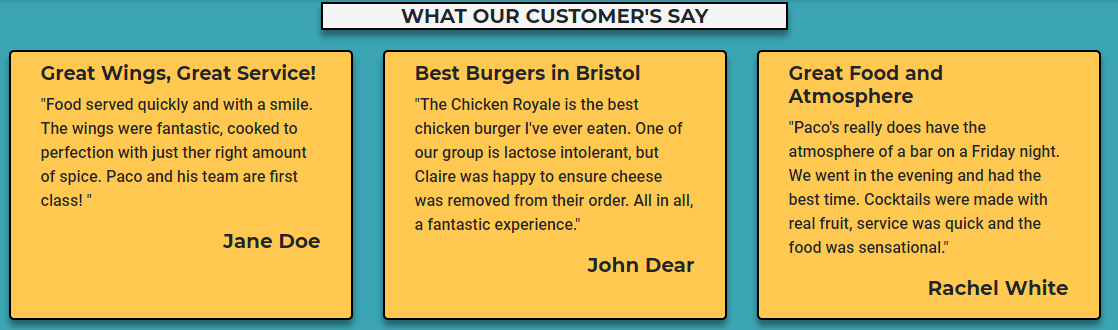 WHAT OUR CUSTOMER'S SAY
Great Wings, Great Service!
"Food served quickly and with a smile.
The wings were fantastic, cooked to
perfection with just ther right amount
of spice. Paco and his team are first
class! "
Jane Doe
Best Burgers in Bristol
"The Chicken Royale is the best
chicken burger I've ever eaten. One of
our group is lactose intolerant, but
Claire was happy to ensure cheese
was removed from their order. All in all,
a fantastic experience."
John Dear
Great Food and
Atmosphere
"Paco's really does have the
atmosphere of a bar on a Friday night.
We went in the evening and had the
best time. Cocktails were made with
real fruit, service was quick and the
food was sensational."
Rachel White